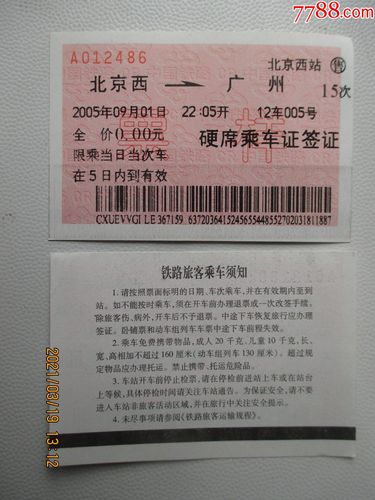 7788.com
A012486
北京西站 售
北京西 → 广州 15次
2005年09月01日 22:05开 12车005号
全价0.00元 硬席乘车证签证
限乘当日当次车
在5日内到有效
票样
CXUEVVGILE367159 637203641524565544855270203181188 7
铁路旅客乘车须知
1. 请按照票面标明的日期、车次乘车,并在有效期内至到
站。如不能按时乘车,须在开车前办理退票或一次改签手续。
除旅客伤,病外,开车后不予退票。中途下车恢复旅行应办理
签证。卧铺票和动车组列车车票中途下车前程失效。
2. 乘车免费携带物品,成人 20 千克,儿童 10 千克,长、
宽、高相加不超过 160 厘米(动车组列车 130 厘米)。超过规
定物品应办理托运。禁止携带、托运危险品。
3. 车站开车前停止检票,请在停检前进站上车或在站台
上等候,具体停检时间请关注车站通告。为保证安全,请不要
进入车站非旅客活动区域,并在旅行中关注安全提示。
4. 未尽事项请参阅《铁路旅客运输规程》。
2021/03/19 13:12